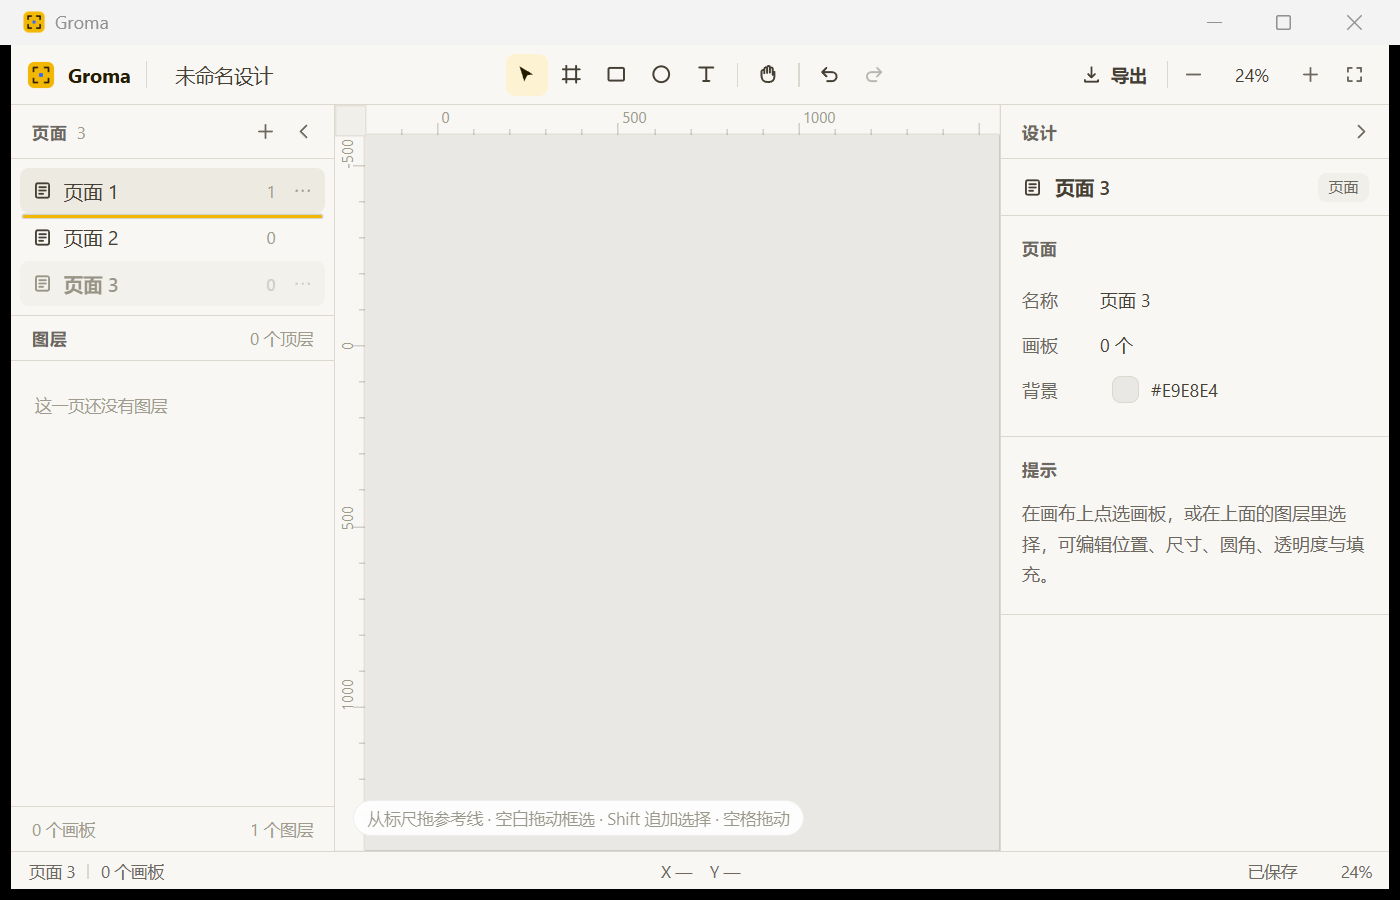 Groma
Groma
未命名设计
导出
24%
页面 3
页面 1
1
页面 2
0
页面 3
0
图层
0 个顶层
这一页还没有图层
0 个画板
1 个图层
0
500
1000
-500
0
500
1000
从标尺拖参考线 · 空白拖动框选 · Shift 追加选择 · 空格拖动
设计
页面 3
页面
页面
名称
页面 3
画板
0 个
背景
#E9E8E4
提示
在画布上点选画板，或在上面的图层里选
择，可编辑位置、尺寸、圆角、透明度与填
充。
页面 3
0 个画板
X —
Y —
已保存
24%